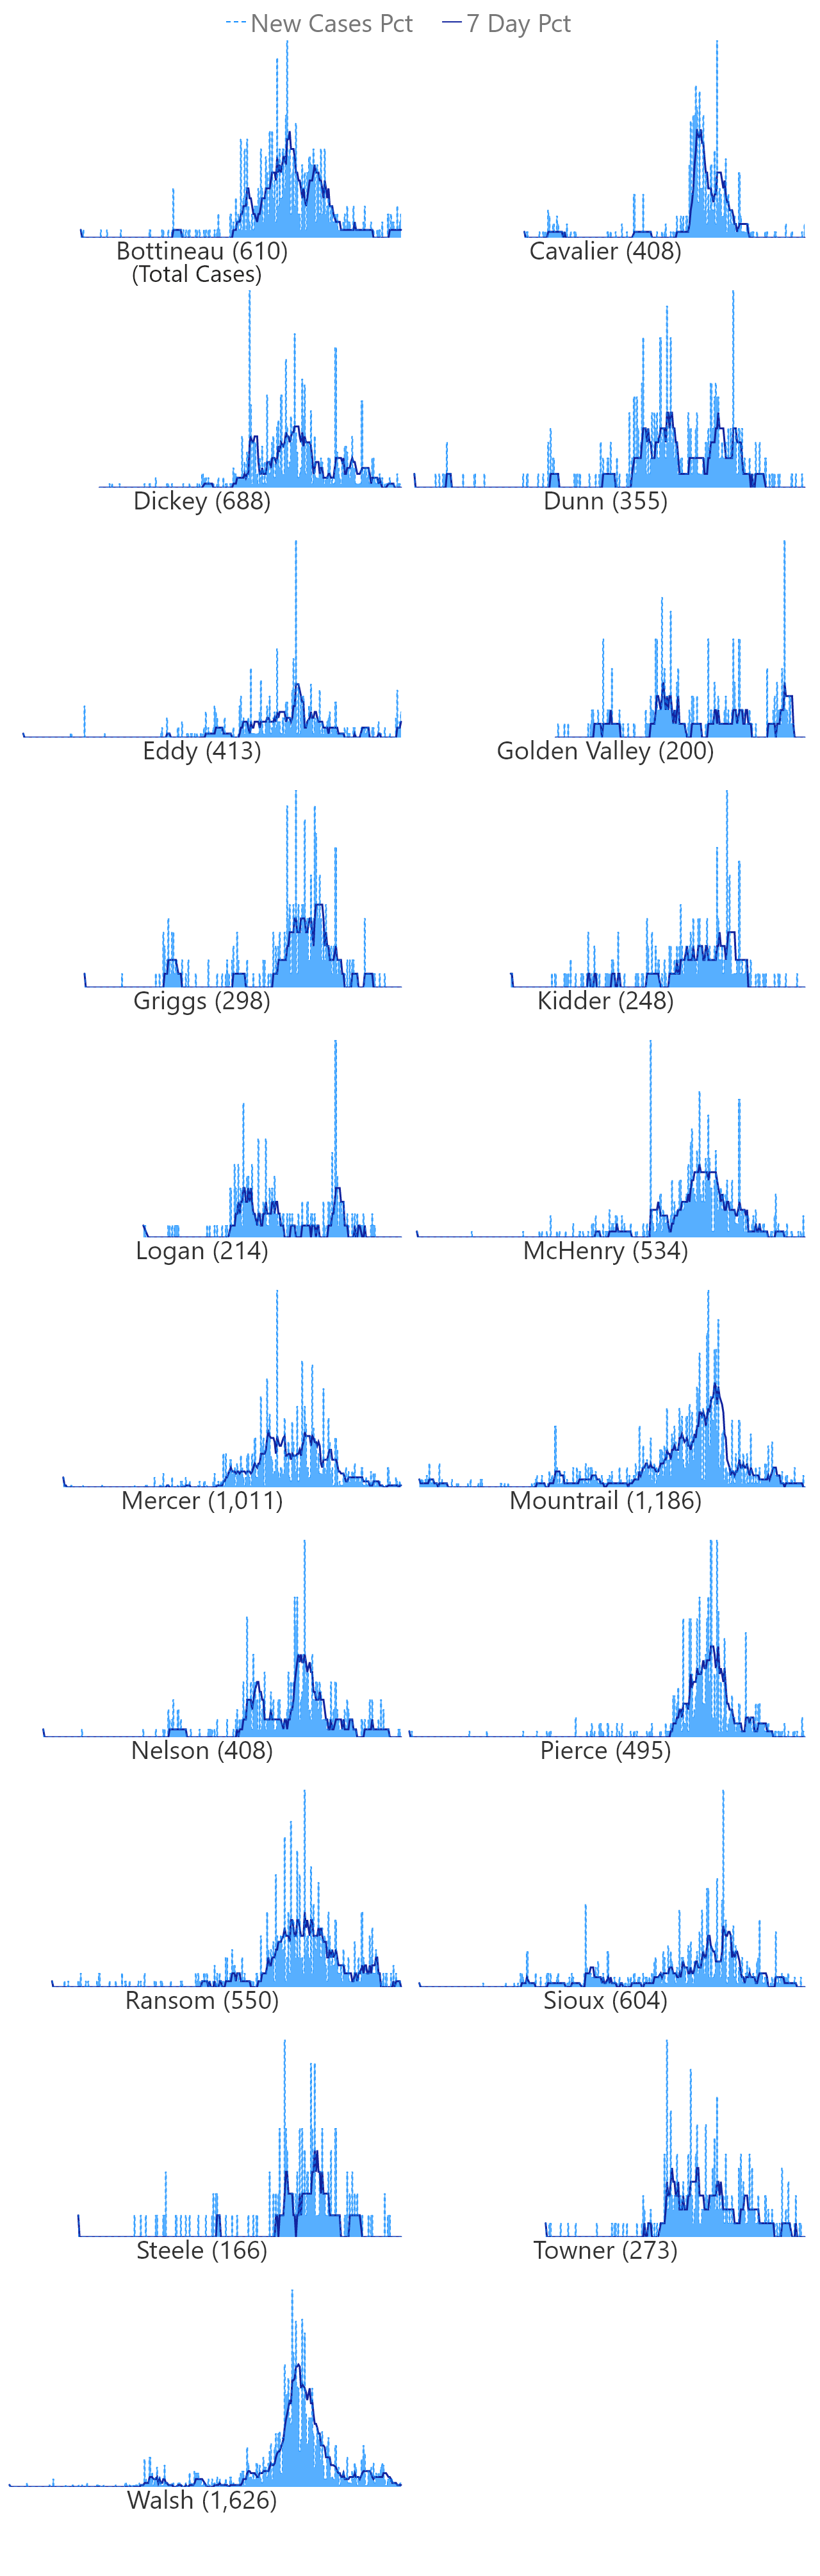 New Cases Pct 7 Day Pct
Bottineau (610) Cavalier (408)
(Total Cases)
Dickey (688) Dunn (355)
Eddy (413) Golden Valley (200)
Griggs (298) Kidder (248)
Logan (214) McHenry (534)
Mercer (1,011) Mountrail (1,186)
Nelson (408) Pierce (495)
Ransom (550) Sioux (604)
Steele (166) Towner (273)
Walsh (1,626)